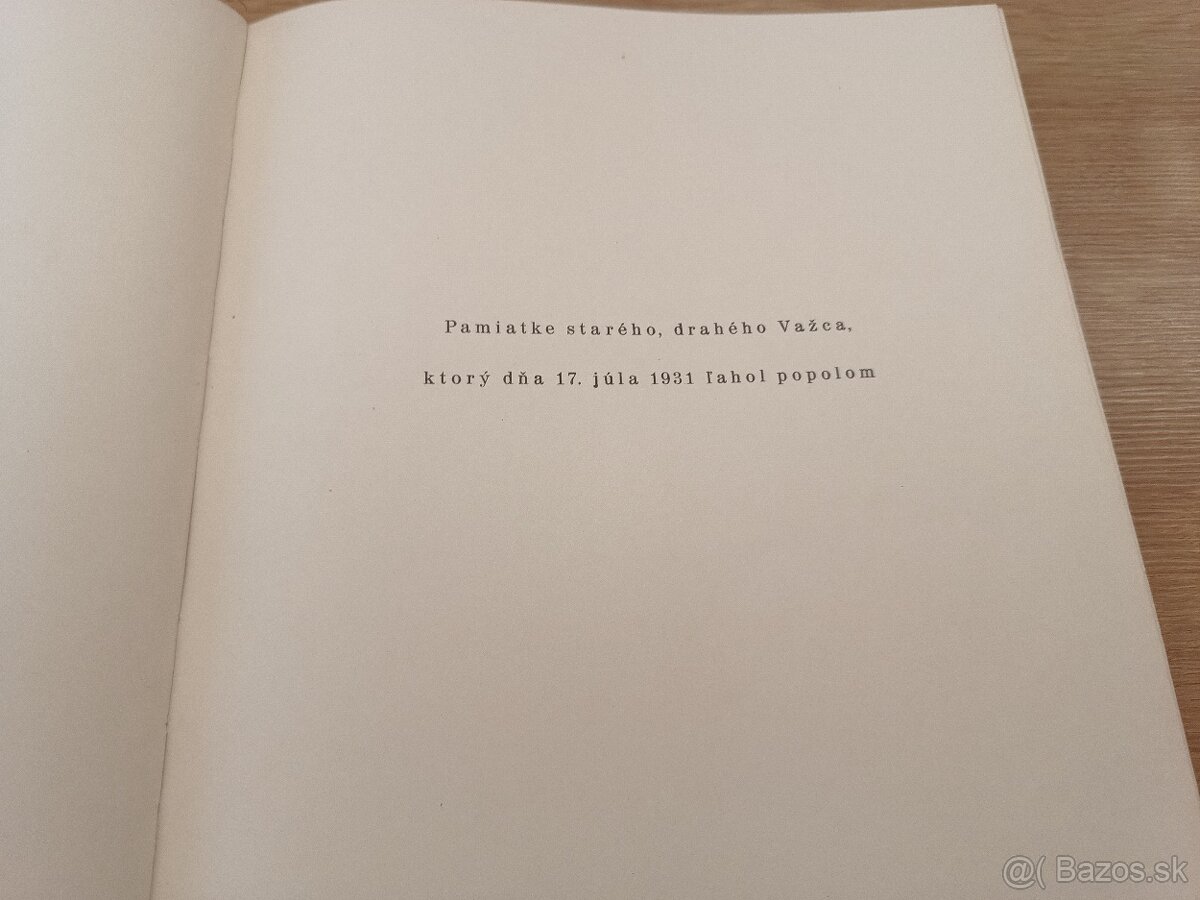 Pamiatke starého, drahého Važca,
ktorý dňa 17. júla 1931 ľahol popolom
@( Bazos.sk